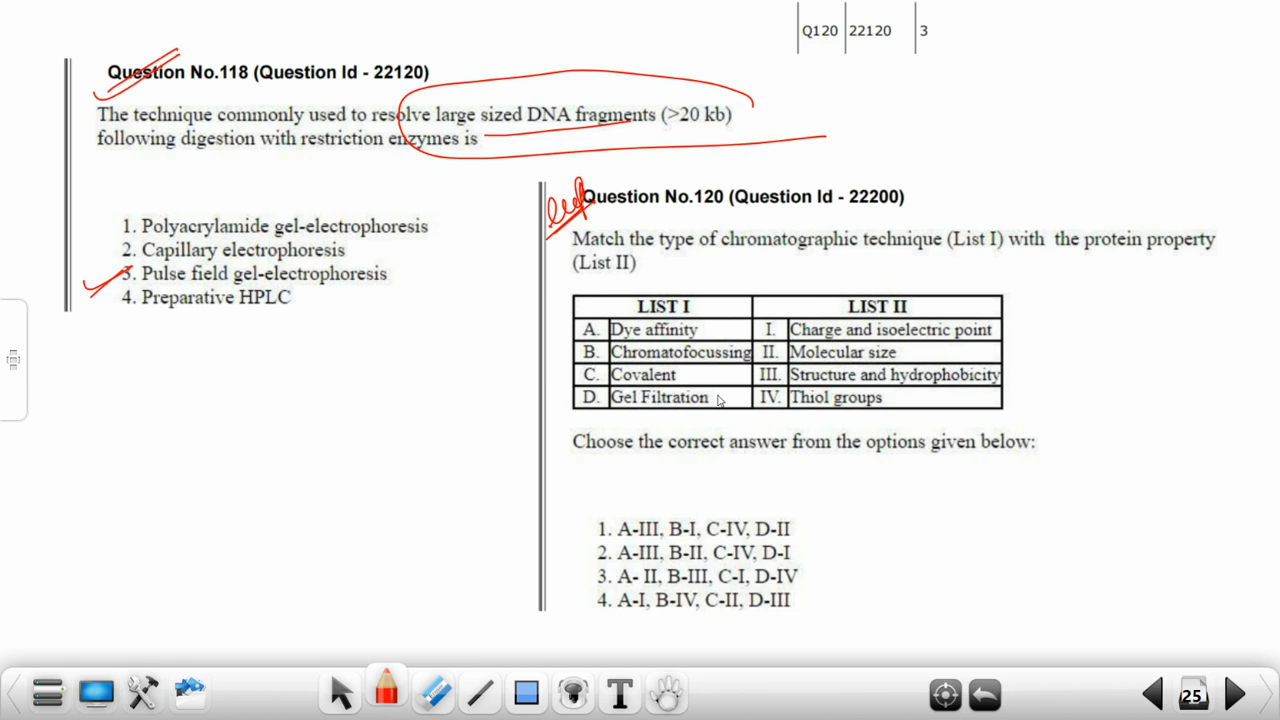 Q120 22120 3
Question No.118 (Question Id - 22120)
The technique commonly used to resolve large sized DNA fragments (>20 kb)
following digestion with restriction enzymes is
1. Polyacrylamide gel-electrophoresis
2. Capillary electrophoresis
3. Pulse field gel-electrophoresis
4. Preparative HPLC
Question No.120 (Question Id - 22200)
Match the type of chromatographic technique (List I) with the protein property
(List II)
LIST I LIST II
A. Dye affinity I. Charge and isoelectric point
B. Chromatofocussing II. Molecular size
C. Covalent III. Structure and hydrophobicity
D. Gel Filtration IV. Thiol groups
Choose the correct answer from the options given below:
1. A-III, B-I, C-IV, D-II
2. A-III, B-II, C-IV, D-I
3. A- II, B-III, C-I, D-IV
4. A-I, B-IV, C-II, D-III
T
25